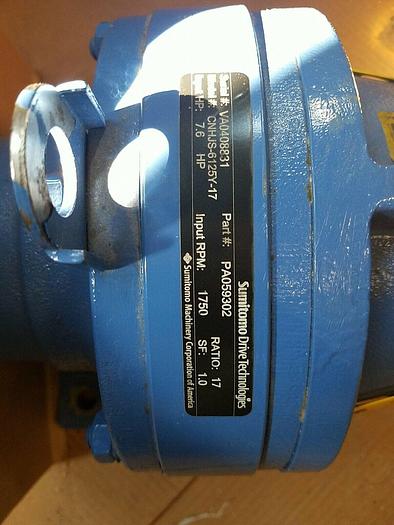 Sumitomo Drive Technologies
Serial #: VA0408831 Part #: PA059302
Model #: CNHJS-6125Y-17 RATIO: 17
HP: 7.6 HP Input RPM: 1750 SF: 1.0
Sumitomo Machinery Corporation of America